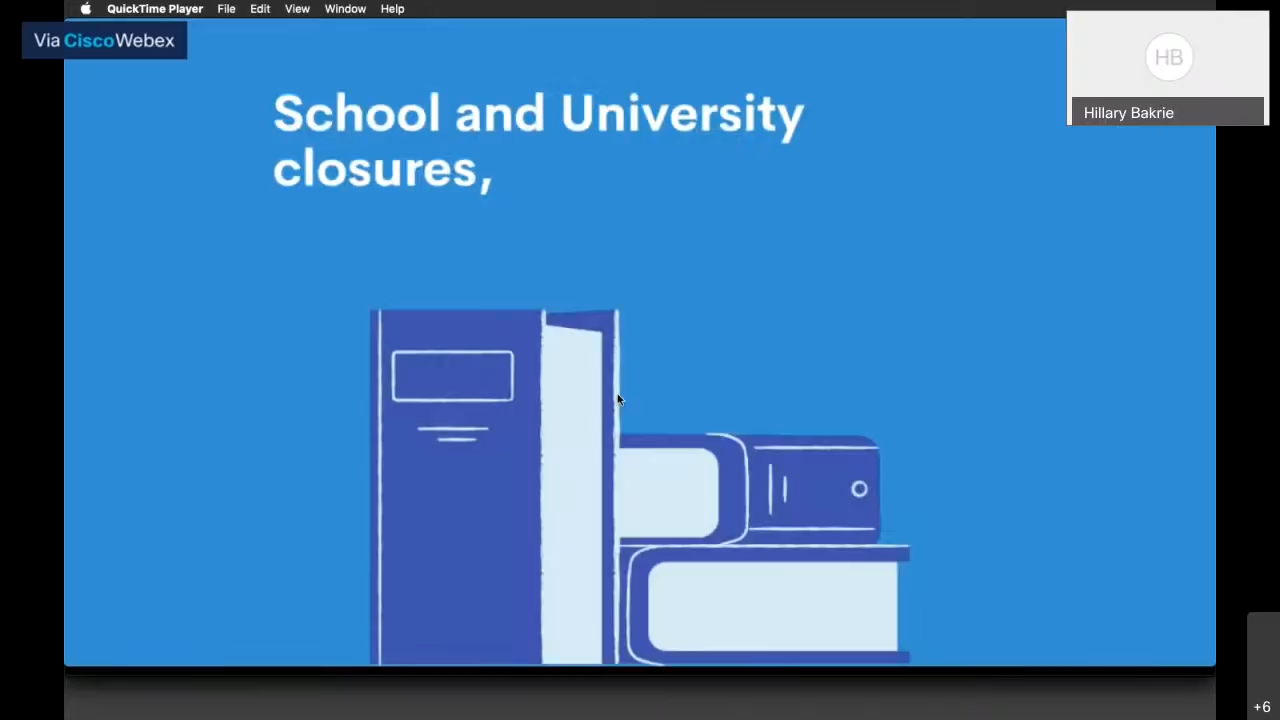 QuickTime Player File Edit View Window Help
Via CiscoWebex
HB
Hillary Bakrie
School and University
closures,
+6